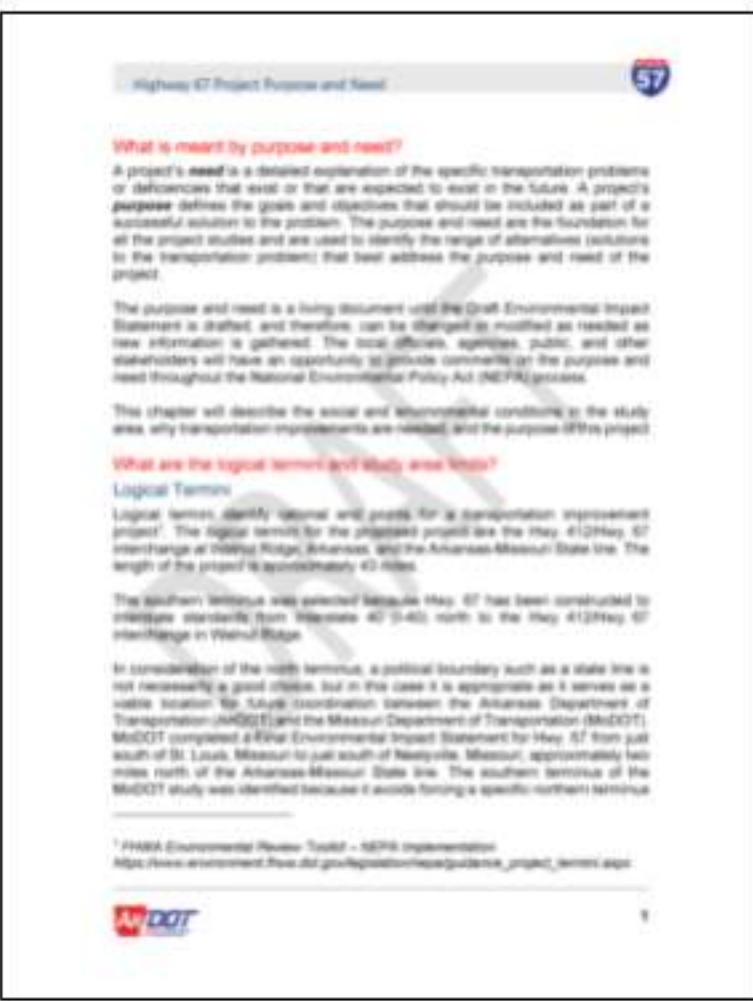 Highway 67 Project Purpose and Need
57
What is meant by purpose and need?
A project's need is a detailed explanation of the specific transportation problems
or deficiencies that exist or that are expected to exist in the future. A project's
purpose defines the goals and objectives that should be included as part of a
successful solution to the problem. The purpose and need are the foundation for
all the project studies and are used to identify the range of alternatives (solutions
to the transportation problem) that best address the purpose and need of the
project.
The purpose and need is a living document until the Draft Environmental Impact
Statement is drafted, and therefore, can be changed or modified as needed as
new information is gathered. The local officials, agencies, public, and other
stakeholders will have an opportunity to provide comments on the purpose and
need throughout the National Environmental Policy Act (NEPA) process.
This chapter will describe the social and environmental conditions in the study
area, why transportation improvements are needed, and the purpose of this project
What are the logical termini and study area limits?
Logical Termini
Logical termini identify rational end points for a transportation improvement
project¹. The logical termini for the proposed project are the Hwy. 412/Hwy. 67
interchange at Walnut Ridge, Arkansas, and the Arkansas-Missouri State line. The
length of the project is approximately 43 miles.
The southern terminus was selected because Hwy. 67 has been constructed to
interstate standards from Interstate 40 (I-40) north to the Hwy 412/Hwy 67
interchange in Walnut Ridge.
In consideration of the north terminus, a political boundary such as a state line is
not necessarily a good choice, but in this case it is appropriate as it serves as a
viable location for future coordination between the Arkansas Department of
Transportation (ArDOT) and the Missouri Department of Transportation (MoDOT).
MoDOT completed a Final Environmental Impact Statement for Hwy. 67 from just
south of St. Louis, Missouri to just south of Neelyville, Missouri, approximately two
miles north of the Arkansas-Missouri State line. The southern terminus of the
MoDOT study was identified because it avoids forcing a specific northern terminus
¹ FHWA Environmental Review Toolkit – NEPA Implementation
https://www.environment.fhwa.dot.gov/legislation/nepa/guidance_project_termini.aspx
ArDOT
1
DRAFT